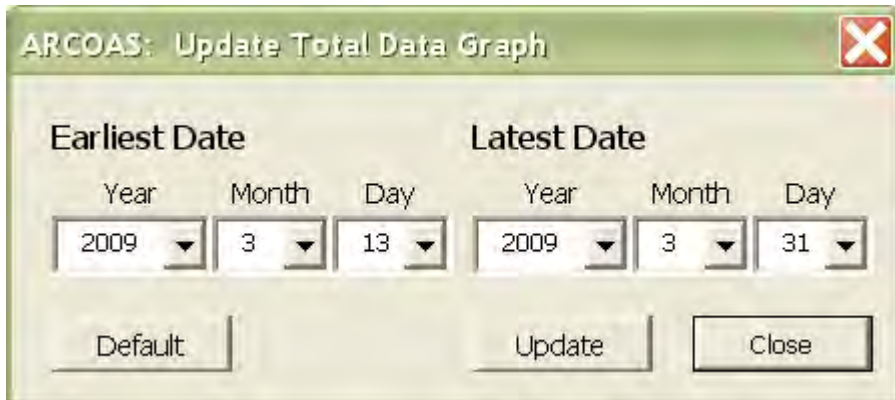 ARCOAS: Update Total Data Graph
Earliest Date Latest Date
Year Month Day Year Month Day
2009 3 13 2009 3 31
Default Update Close